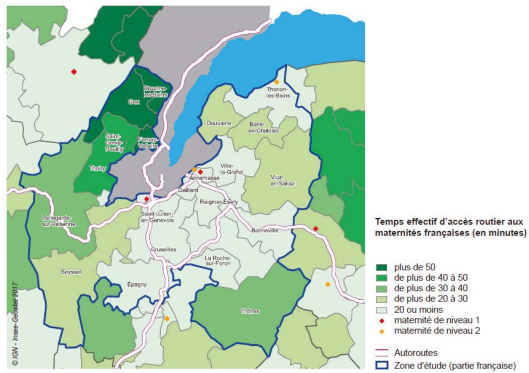 Divonne-
les-Bains
Gex
Thonon-
les-Bains
Saint-
Genis-
Pouilly
Ferney-
Voltaire
Douvaine
Bons-
en-Chablais
Thoiry
Ville-
la-Grand
Annemasse
Gaillard
Viuz-
en-Sallaz
Reignier-Esery
Bellegarde-
sur-Valserine
Saint-Julien-
en-Genevois
Bonneville
Cruseilles
La Roche-
sur-Foron
Seyssel
Épagny
Thônes
© IGN - Insee-Géostat 2017
Temps effectif d'accès routier aux
maternités françaises (en minutes)
plus de 50
de plus de 40 à 50
de plus de 30 à 40
de plus de 20 à 30
20 ou moins
maternité de niveau 1
maternité de niveau 2
Autoroutes
Zone d'étude (partie française)